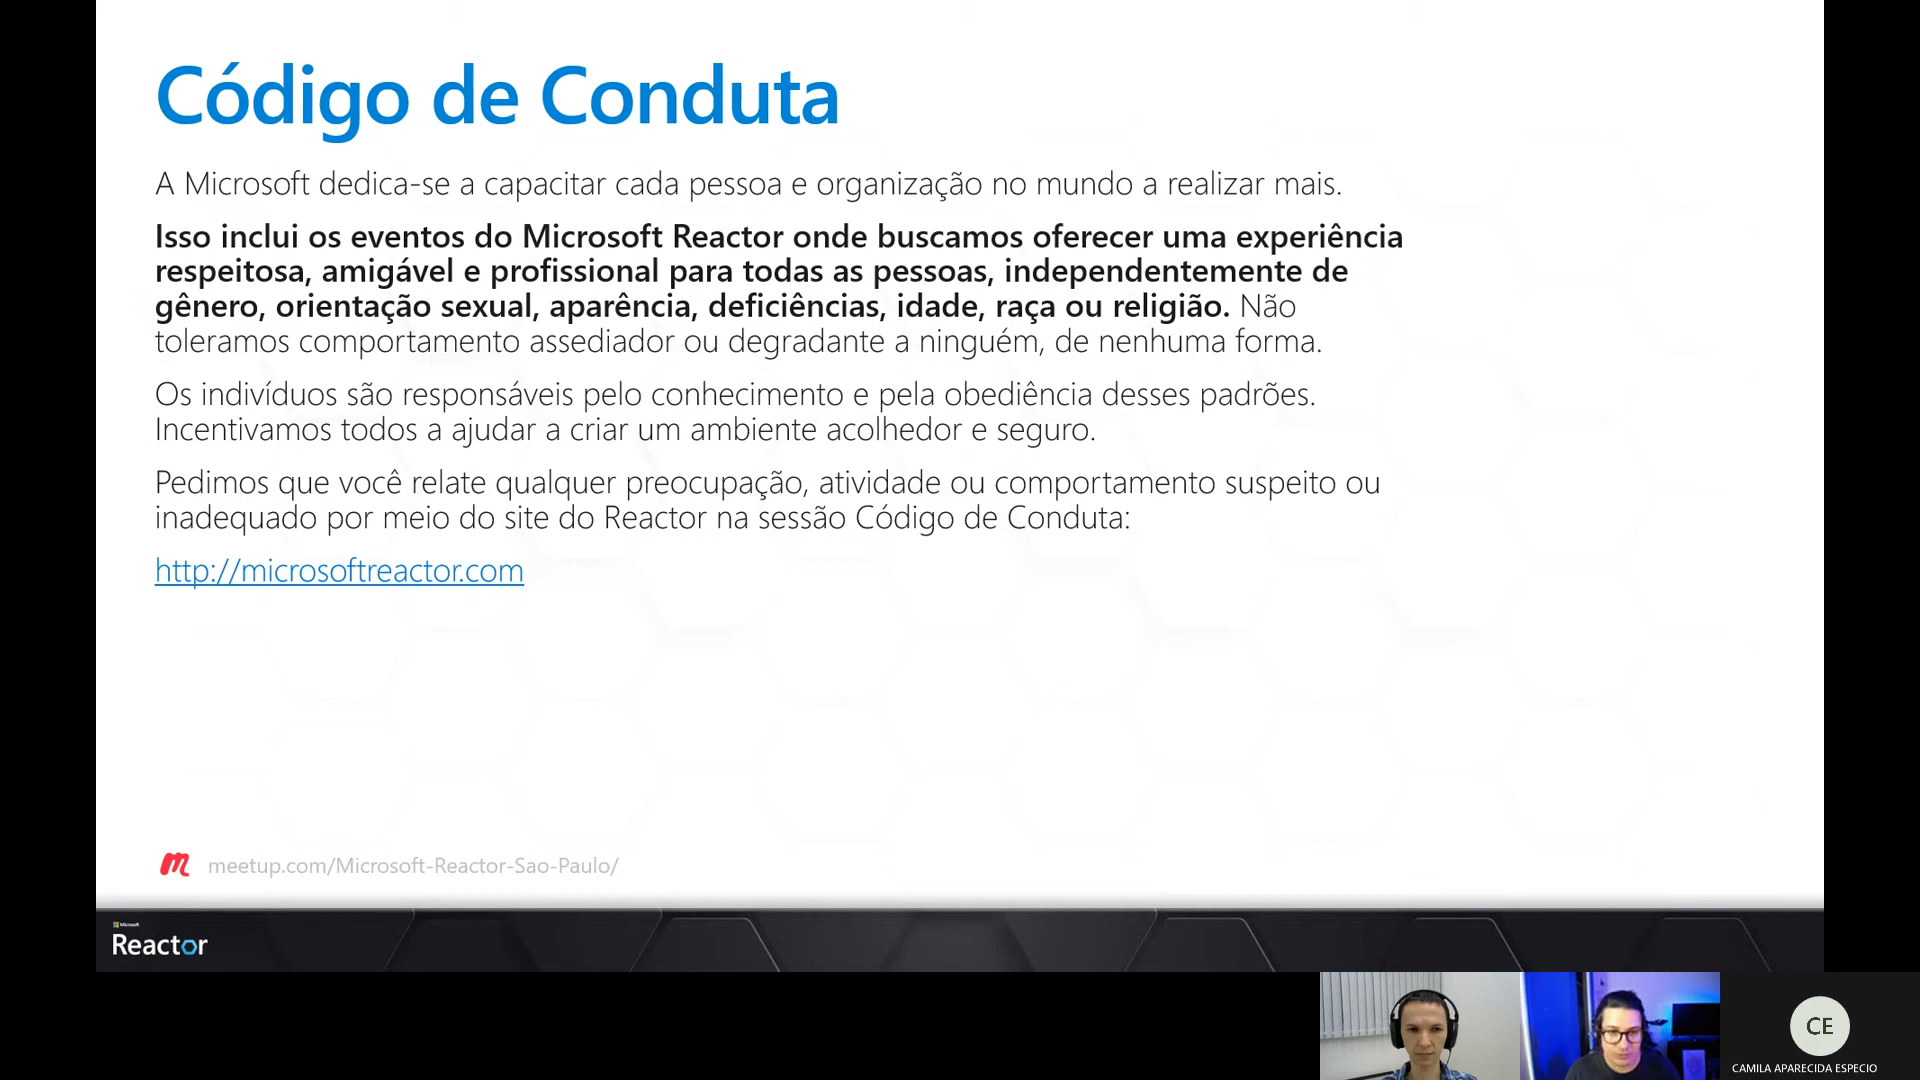 Código de Conduta
A Microsoft dedica-se a capacitar cada pessoa e organização no mundo a realizar mais.
Isso inclui os eventos do Microsoft Reactor onde buscamos oferecer uma experiência
respeitosa, amigável e profissional para todas as pessoas, independentemente de
gênero, orientação sexual, aparência, deficiências, idade, raça ou religião. Não
toleramos comportamento assediador ou degradante a ninguém, de nenhuma forma.
Os indivíduos são responsáveis pelo conhecimento e pela obediência desses padrões.
Incentivamos todos a ajudar a criar um ambiente acolhedor e seguro.
Pedimos que você relate qualquer preocupação, atividade ou comportamento suspeito ou
inadequado por meio do site do Reactor na sessão Código de Conduta:
http://microsoftreactor.com
meetup.com/Microsoft-Reactor-Sao-Paulo/
Microsoft
Reactor
CE
CAMILA APARECIDA ESPECIO